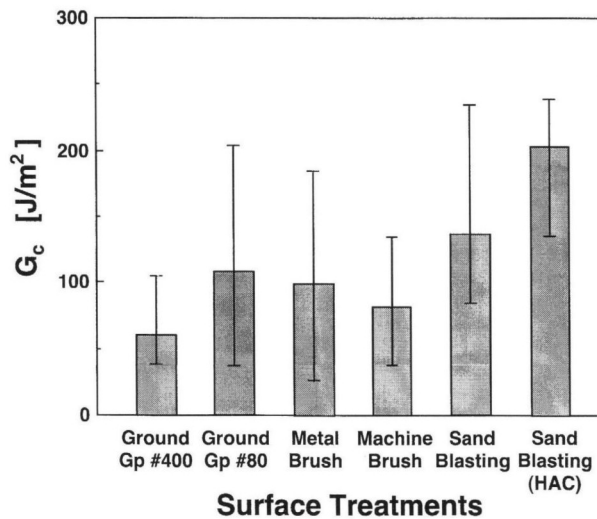 300
200
100
0
G_c [J/m²]
Ground Gp #400
Ground Gp #80
Metal Brush
Machine Brush
Sand Blasting
Sand Blasting (HAC)
Surface Treatments